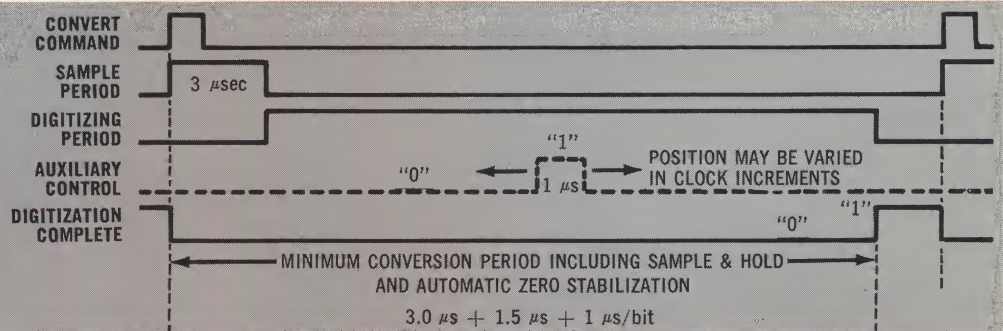 CONVERT
COMMAND
SAMPLE
PERIOD
3 μsec
DIGITIZING
PERIOD
"1"
AUXILIARY
CONTROL
"0"
1 μs
POSITION MAY BE VARIED
IN CLOCK INCREMENTS
DIGITIZATION
COMPLETE
"0"
"1"
MINIMUM CONVERSION PERIOD INCLUDING SAMPLE & HOLD
AND AUTOMATIC ZERO STABILIZATION
3.0 μs + 1.5 μs + 1 μs/bit